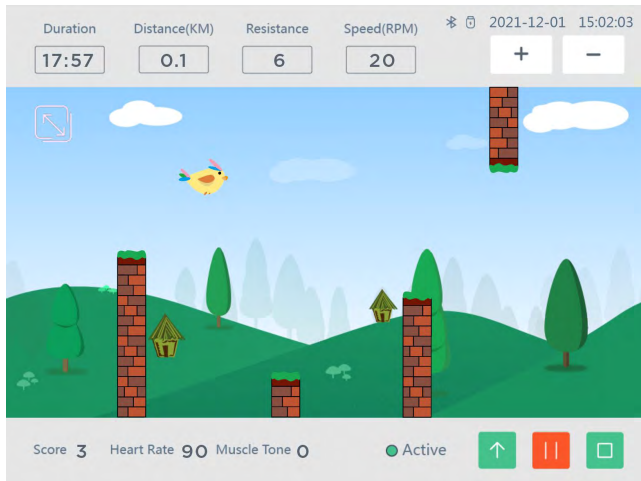 Duration Distance(KM) Resistance Speed(RPM) 2021-12-01 15:02:03
17:57 0.1 6 20 + −
Score 3 Heart Rate 90 Muscle Tone 0 Active